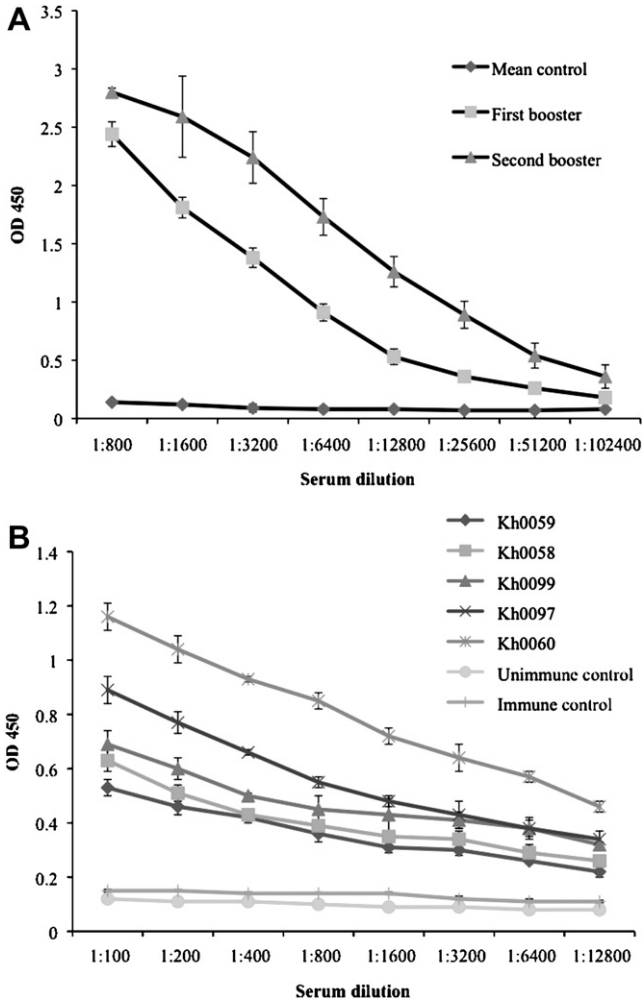 A
3.5
3
2.5
2
1.5
1
0.5
0
OD 450
Mean control
First booster
Second booster
1:800 1:1600 1:3200 1:6400 1:12800 1:25600 1:51200 1:102400
Serum dilution
B
Kh0059
Kh0058
Kh0099
Kh0097
Kh0060
Unimmune control
Immune control
1.4
1.2
1
0.8
0.6
0.4
0.2
0
OD 450
1:100 1:200 1:400 1:800 1:1600 1:3200 1:6400 1:12800
Serum dilution